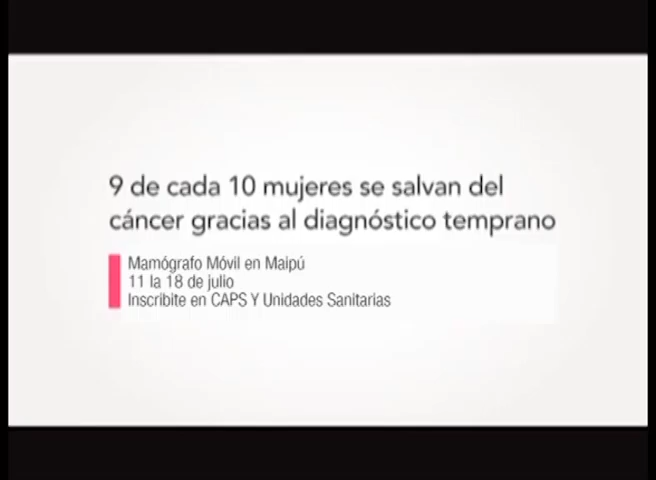 9 de cada 10 mujeres se salvan del
cáncer gracias al diagnóstico temprano
Mamógrafo Móvil en Maipú
11 la 18 de julio
Inscribite en CAPS Y Unidades Sanitarias